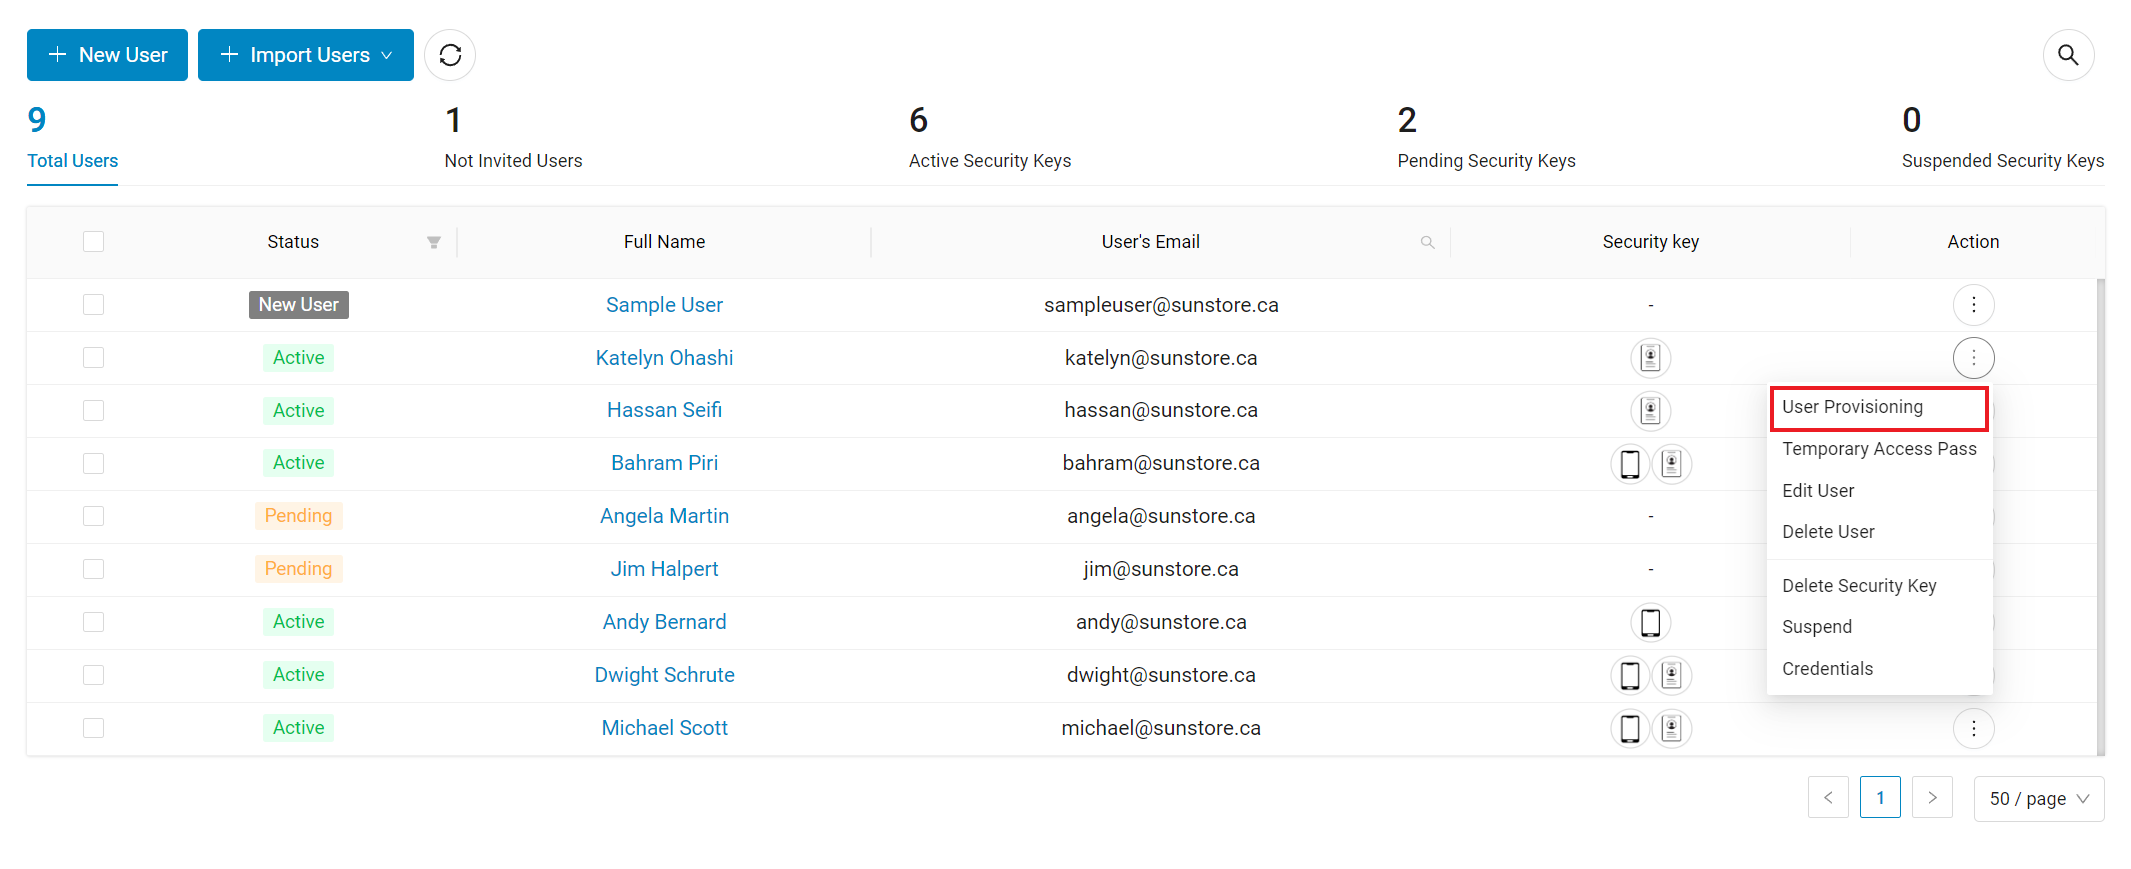 New User
Import Users
9
Total Users
1
Not Invited Users
6
Active Security Keys
2
Pending Security Keys
0
Suspended Security Keys
Status Full Name User's Email Security key Action
New User Sample User sampleuser@sunstore.ca -
Active Katelyn Ohashi katelyn@sunstore.ca
Active Hassan Seifi hassan@sunstore.ca
Active Bahram Piri bahram@sunstore.ca
Pending Angela Martin angela@sunstore.ca -
Pending Jim Halpert jim@sunstore.ca -
Active Andy Bernard andy@sunstore.ca
Active Dwight Schrute dwight@sunstore.ca
Active Michael Scott michael@sunstore.ca
User Provisioning
Temporary Access Pass
Edit User
Delete User
Delete Security Key
Suspend
Credentials
< 1 > 50 / page